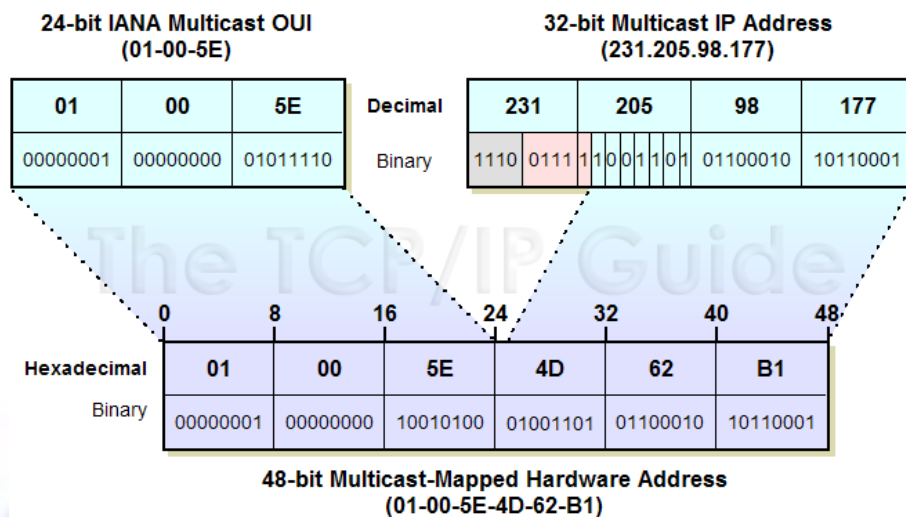 24-bit IANA Multicast OUI
(01-00-5E)
32-bit Multicast IP Address
(231.205.98.177)
01 00 5E Decimal 231 205 98 177
00000001 00000000 01011110 Binary 1110 0111 1 1 0 0 1 1 0 1 01100010 10110001
The TCP/IP Guide
0 8 16 24 32 40 48
Hexadecimal 01 00 5E 4D 62 B1
Binary 00000001 00000000 10010100 01001101 01100010 10110001
48-bit Multicast-Mapped Hardware Address
(01-00-5E-4D-62-B1)